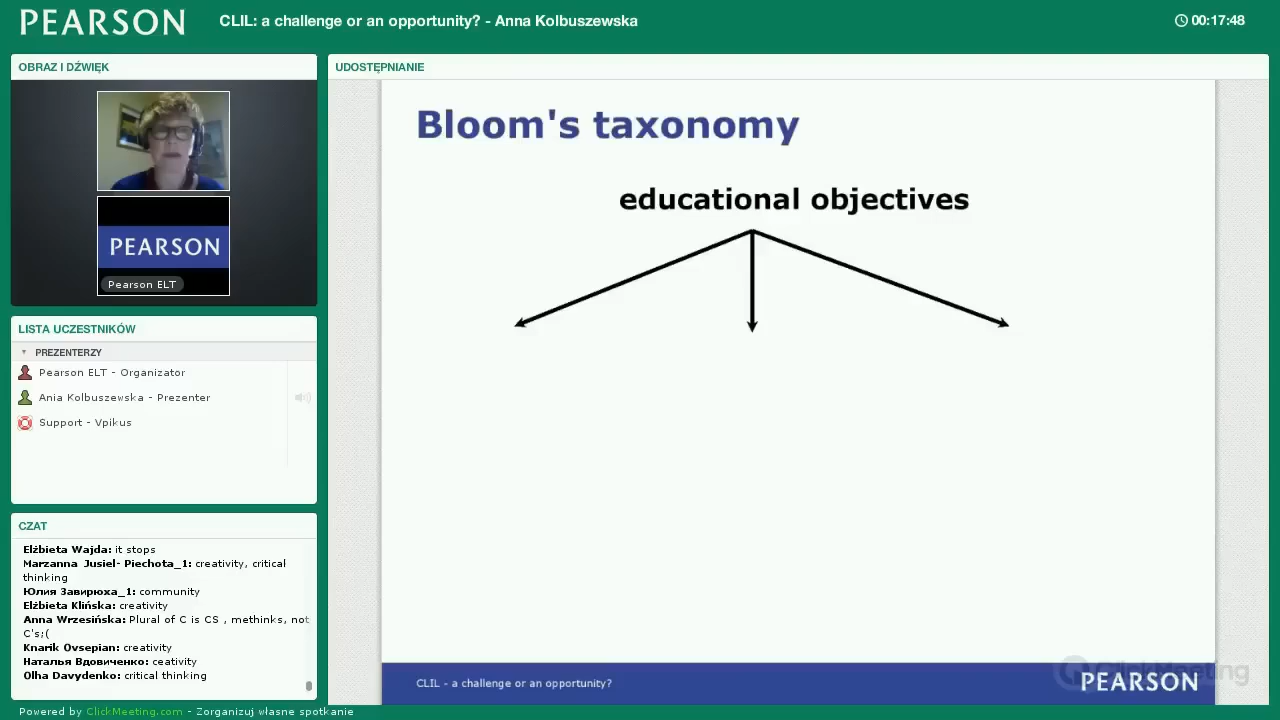 PEARSON
CLIL: a challenge or an opportunity? - Anna Kolbuszewska
00:17:48
OBRAZ I DŹWIĘK
PEARSON
Pearson ELT
LISTA UCZESTNIKÓW
PREZENTERZY
Pearson ELT - Organizator
Ania Kolbuszewska - Prezenter
Support - Vpikus
CZAT
Elżbieta Wajda: it stops
Marzanna Jusiel- Piechota_1: creativity, critical
thinking
Юлия Завирюха_1: community
Elżbieta Klińska: creativity
Anna Wrzesińska: Plural of C is CS , methinks, not
C's;(
Knarik Ovsepian: creativity
Наталья Вдовиченко: ceativity
Olha Davydenko: critical thinking
Powered by ClickMeeting.com - Zorganizuj własne spotkanie
UDOSTĘPNIANIE
Bloom's taxonomy
educational objectives
CLIL - a challenge or an opportunity?
ClickMeeting
PEARSON